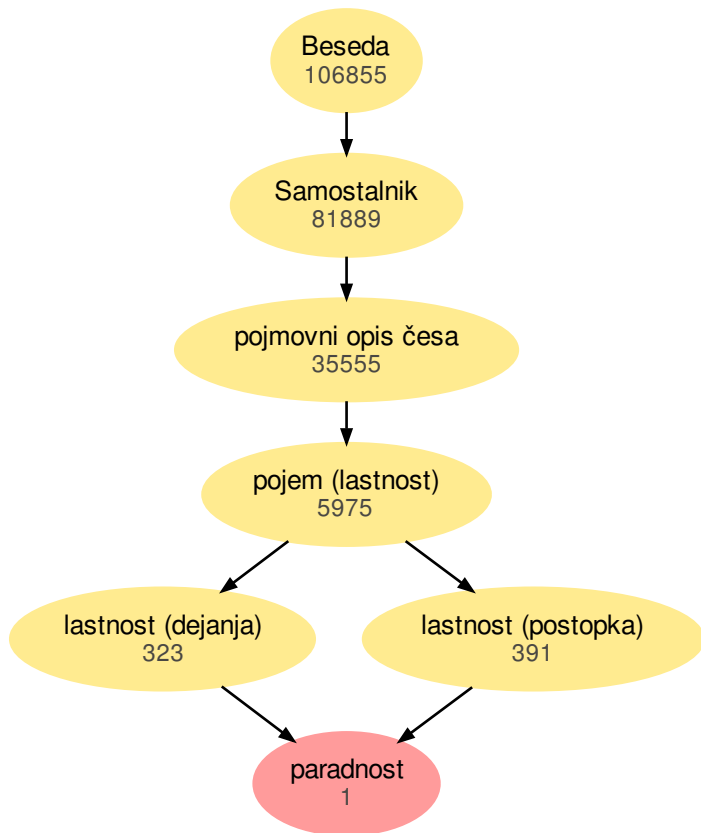 Beseda
106855
Samostalnik
81889
pojmovni opis česa
35555
pojem (lastnost)
5975
lastnost (dejanja)
323
lastnost (postopka)
391
paradnost
1